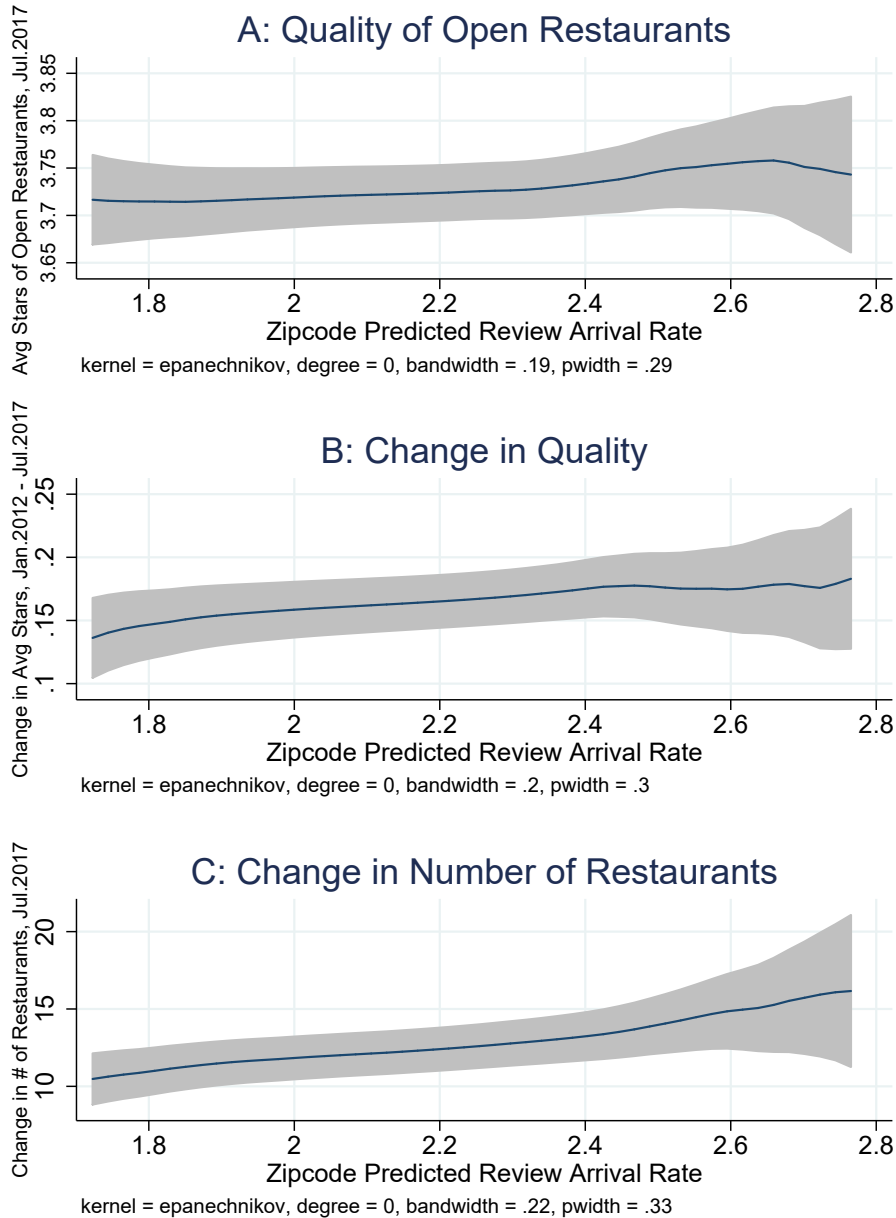 A: Quality of Open Restaurants
Avg Stars of Open Restaurants, Jul.2017
3.85
3.8
3.75
3.7
3.65
1.8 2 2.2 2.4 2.6 2.8
Zipcode Predicted Review Arrival Rate
kernel = epanechnikov, degree = 0, bandwidth = .19, pwidth = .29
B: Change in Quality
Change in Avg Stars, Jan.2012 - Jul.2017
.25
.2
.15
.1
1.8 2 2.2 2.4 2.6 2.8
Zipcode Predicted Review Arrival Rate
kernel = epanechnikov, degree = 0, bandwidth = .2, pwidth = .3
C: Change in Number of Restaurants
Change in # of Restaurants, Jul.2017
20
15
10
1.8 2 2.2 2.4 2.6 2.8
Zipcode Predicted Review Arrival Rate
kernel = epanechnikov, degree = 0, bandwidth = .22, pwidth = .33